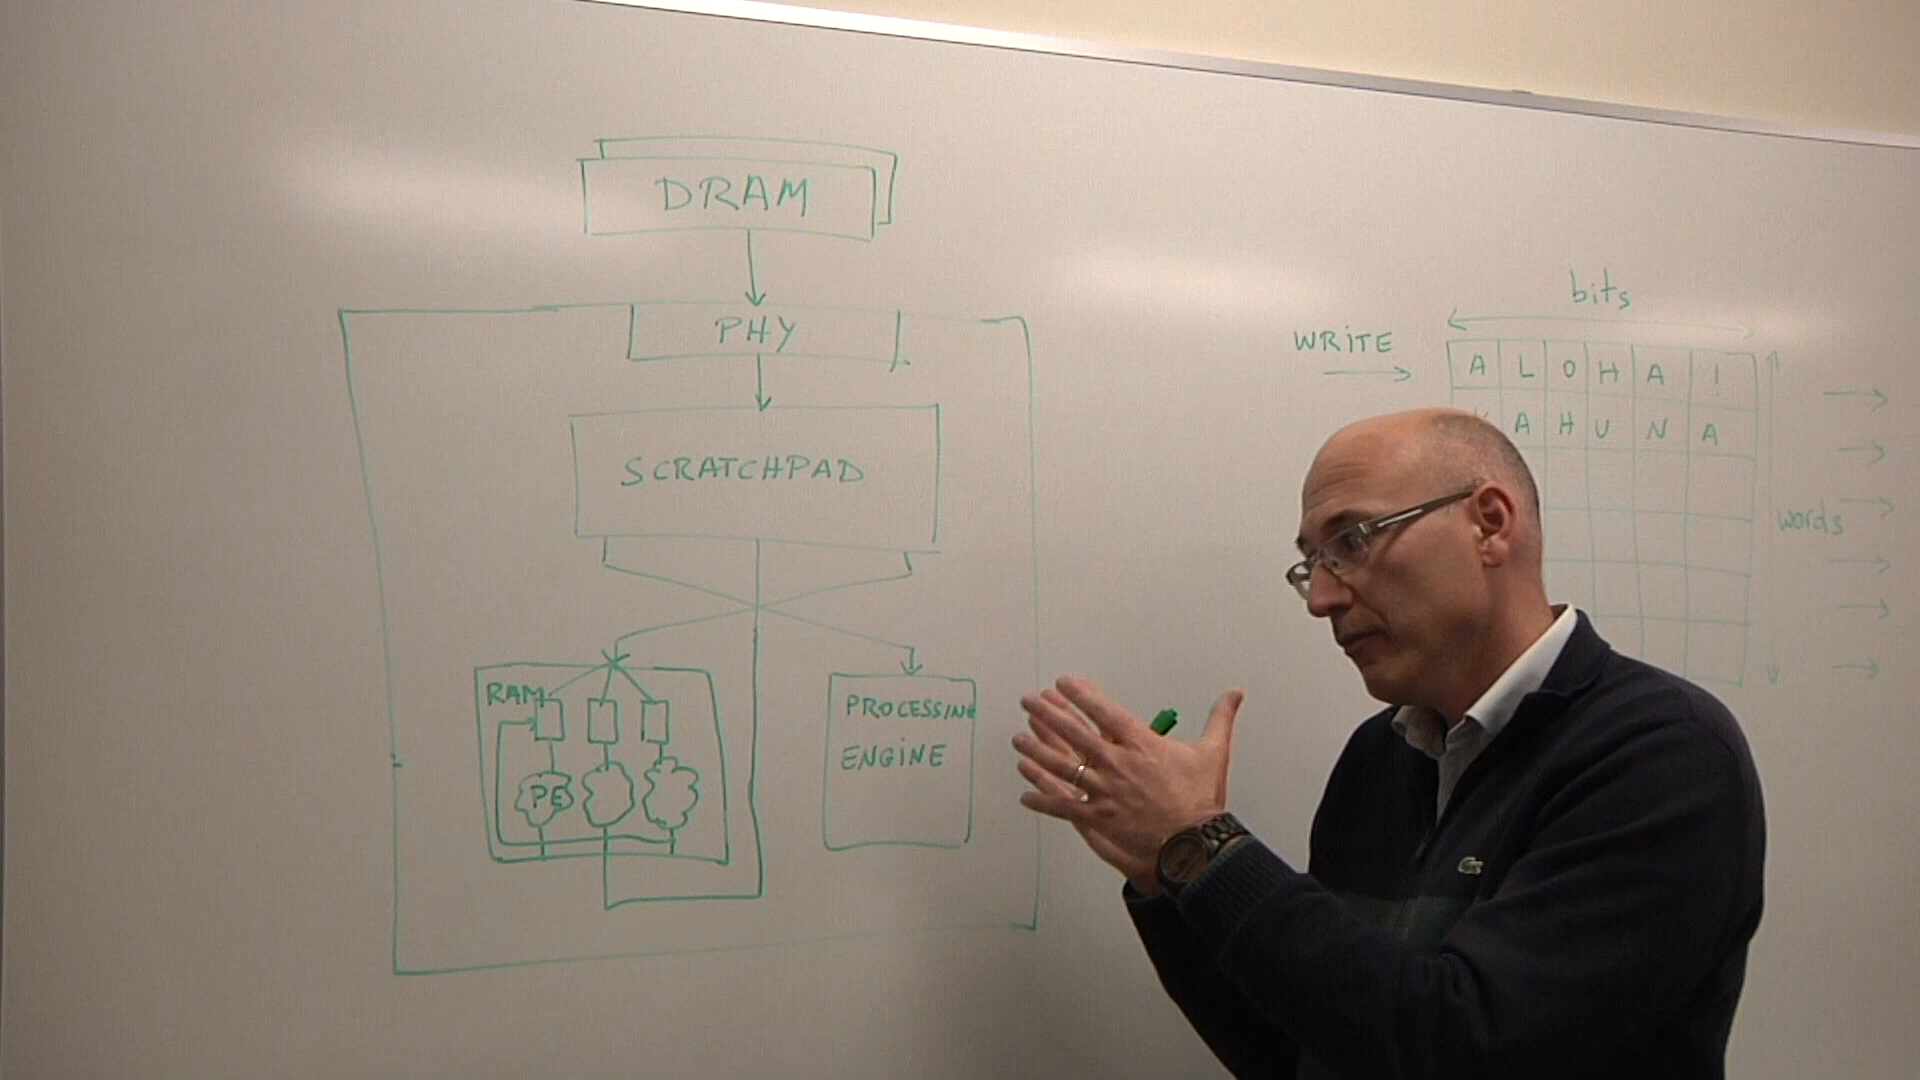 DRAM
PHY
SCRATCHPAD
RAM
PE
PROCESSING
ENGINE
bits
WRITE
A L O H A !
A H U N A
words